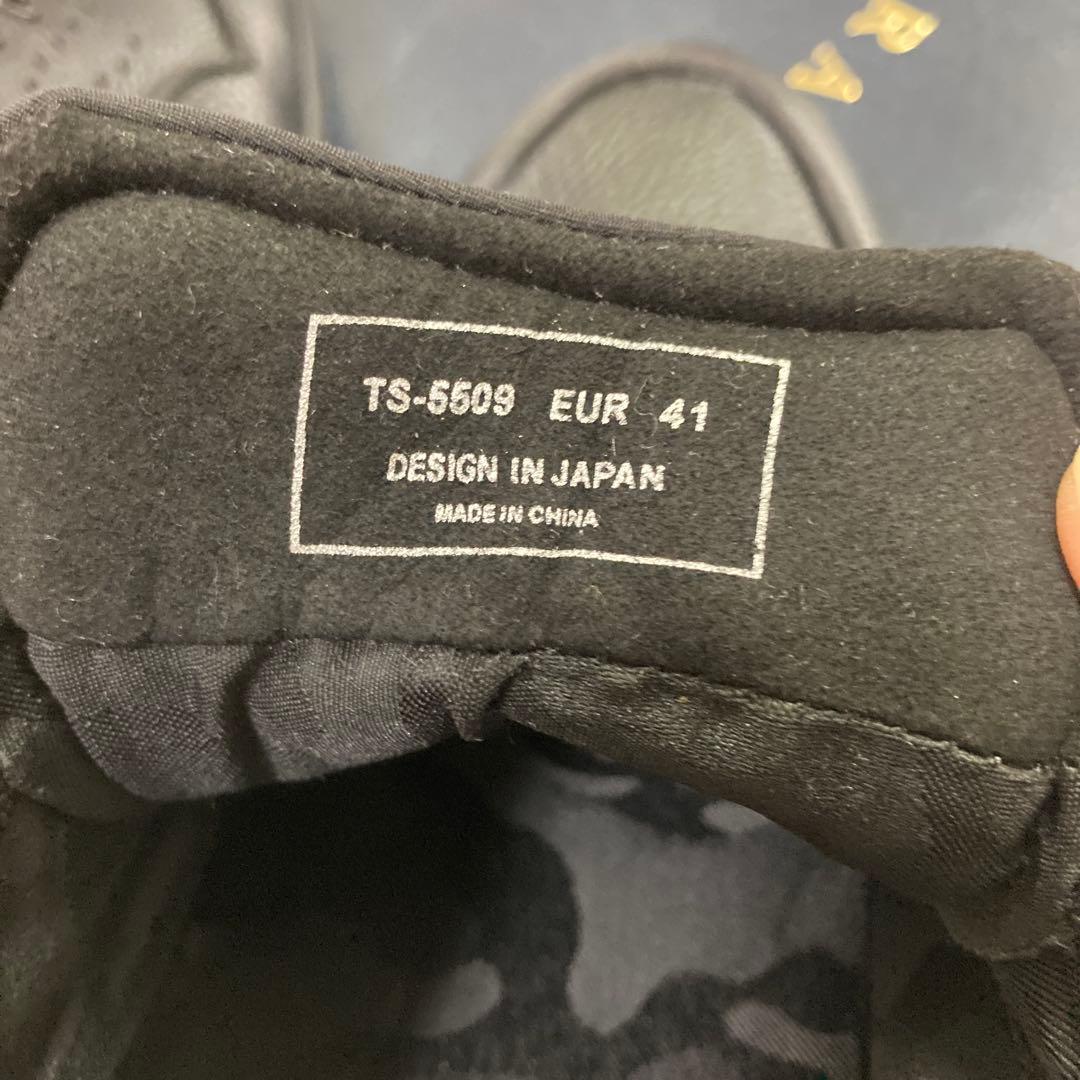 TS-5509 EUR 41
DESIGN IN JAPAN
MADE IN CHINA